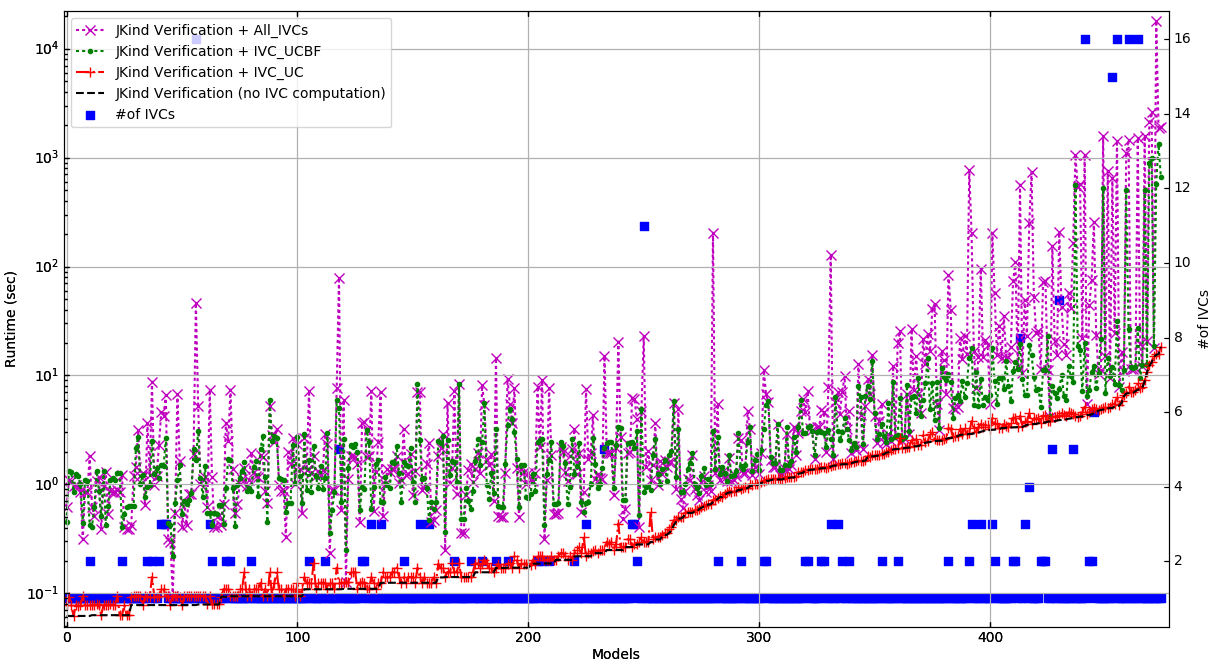 JKind Verification + All_IVCs
JKind Verification + IVC_UCBF
JKind Verification + IVC_UC
JKind Verification (no IVC computation)
#of IVCs
Runtime (sec)
10^4
10^3
10^2
10^1
10^0
10^-1
16
14
12
10
8
6
4
2
#of IVCs
0 100 200 300 400
Models